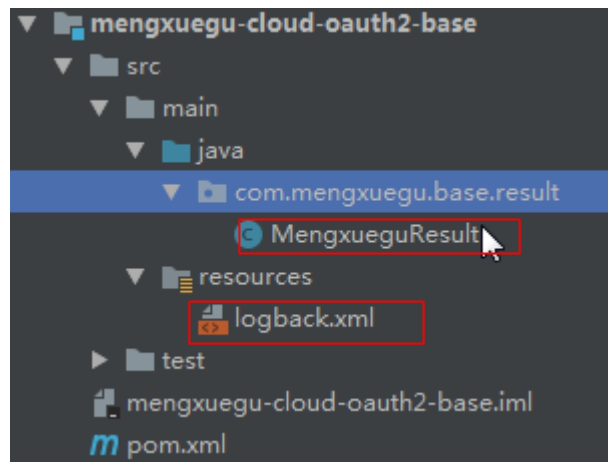 mengxuegu-cloud-oauth2-base
src
main
java
com.mengxuegu.base.result
MengxueguResult
resources
logback.xml
test
mengxuegu-cloud-oauth2-base.iml
pom.xml